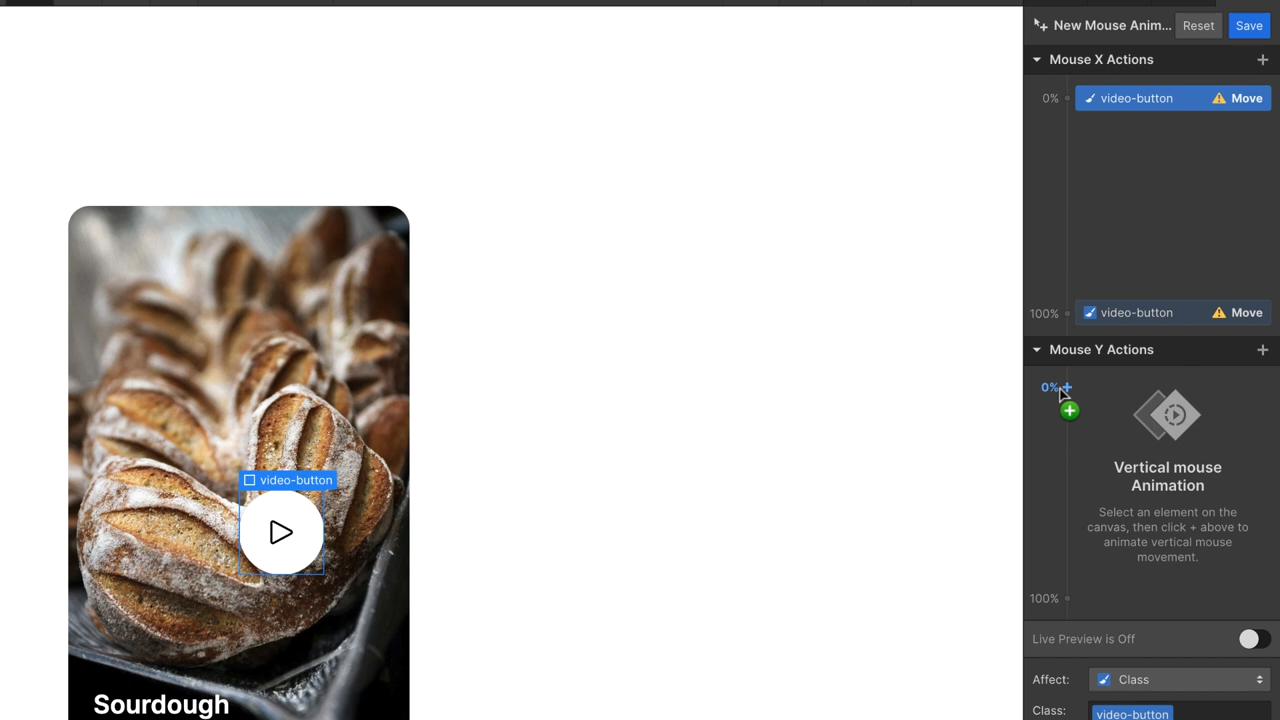 New Mouse Anim... Reset Save
Mouse X Actions
0% video-button Move
100% video-button Move
Mouse Y Actions
0%
Vertical mouse
Animation
Select an element on the
canvas, then click + above to
animate vertical mouse
movement.
100%
Live Preview is Off
Affect: Class
Class: video-button
video-button
Sourdough